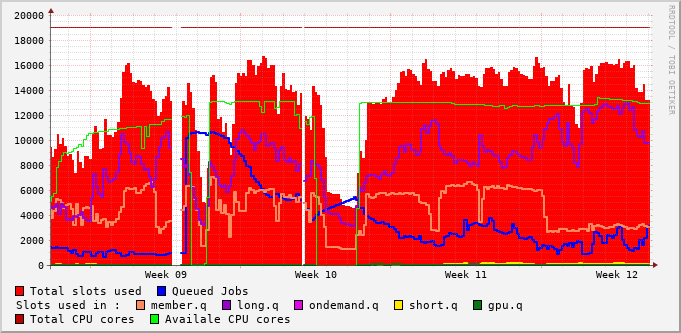 RRDTOOL / TOBI OETIKER
20000
18000
16000
14000
12000
10000
8000
6000
4000
2000
0
Week 09 Week 10 Week 11 Week 12
Total slots used Queued Jobs
Slots used in : member.q long.q ondemand.q short.q gpu.q
Total CPU cores Availale CPU cores